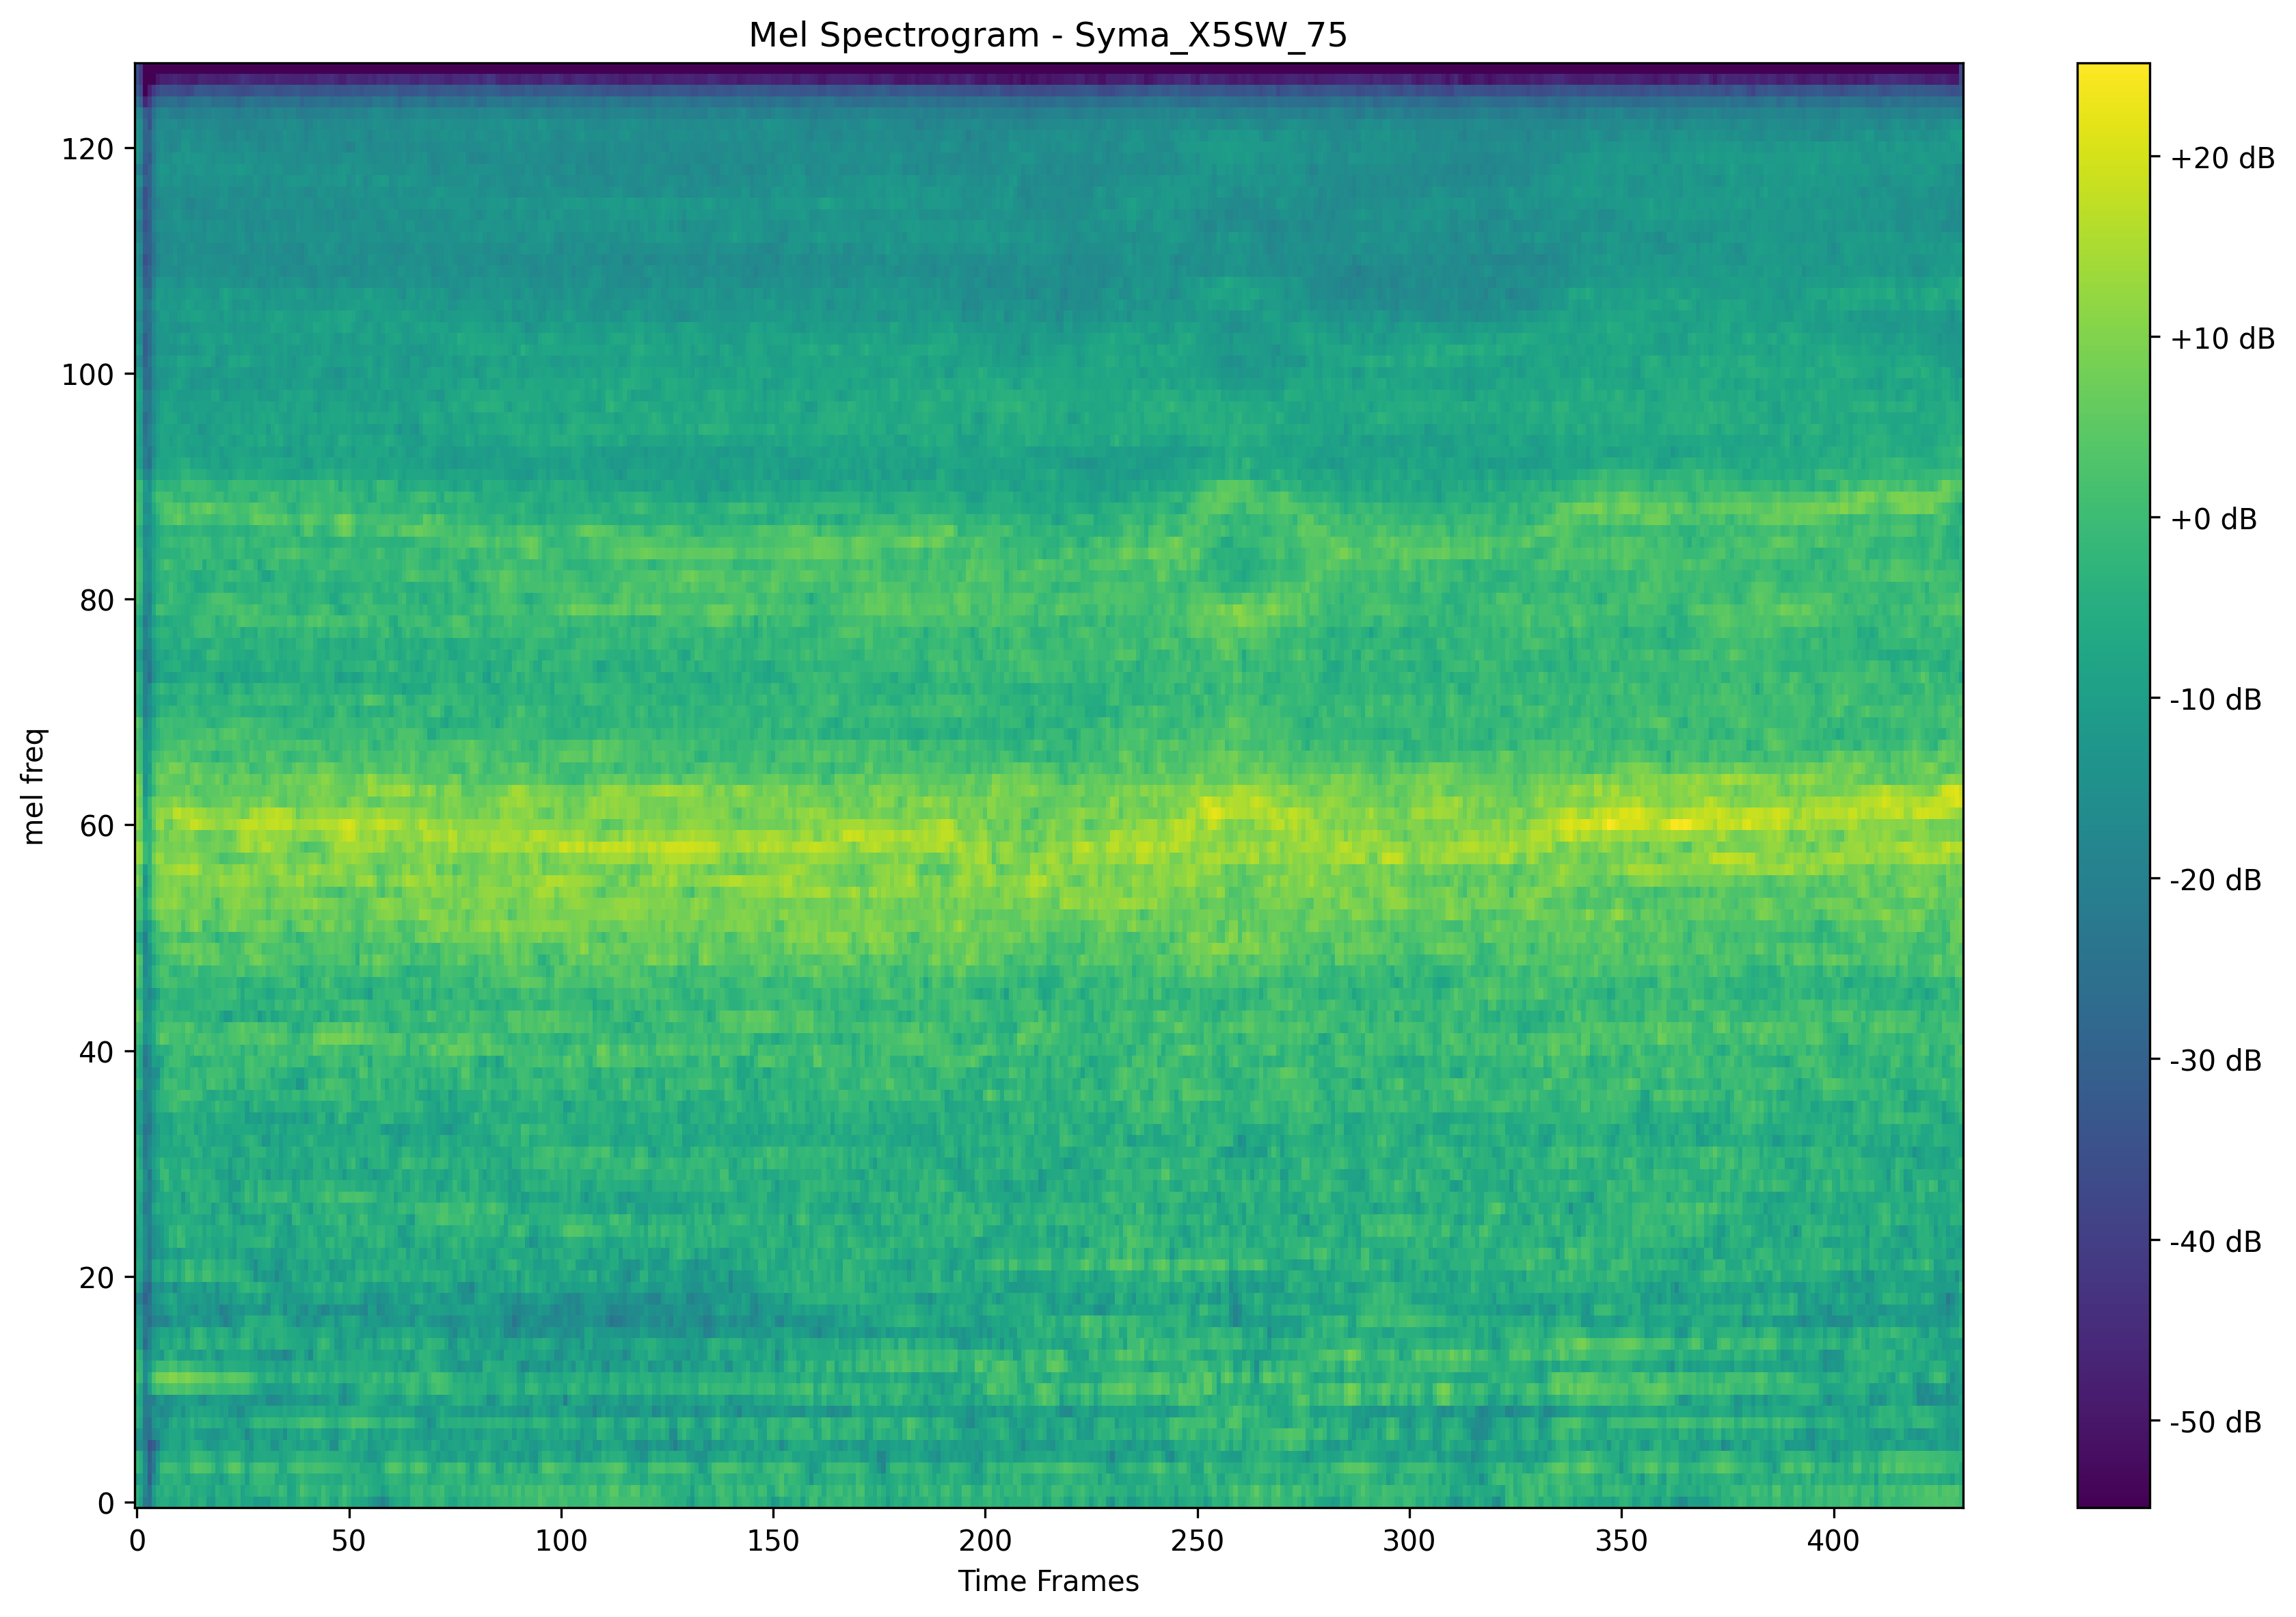 Mel Spectrogram - Syma_X5SW_75
mel freq
120
100
80
60
40
20
0
0 50 100 150 200 250 300 350 400
Time Frames
+20 dB
+10 dB
+0 dB
-10 dB
-20 dB
-30 dB
-40 dB
-50 dB